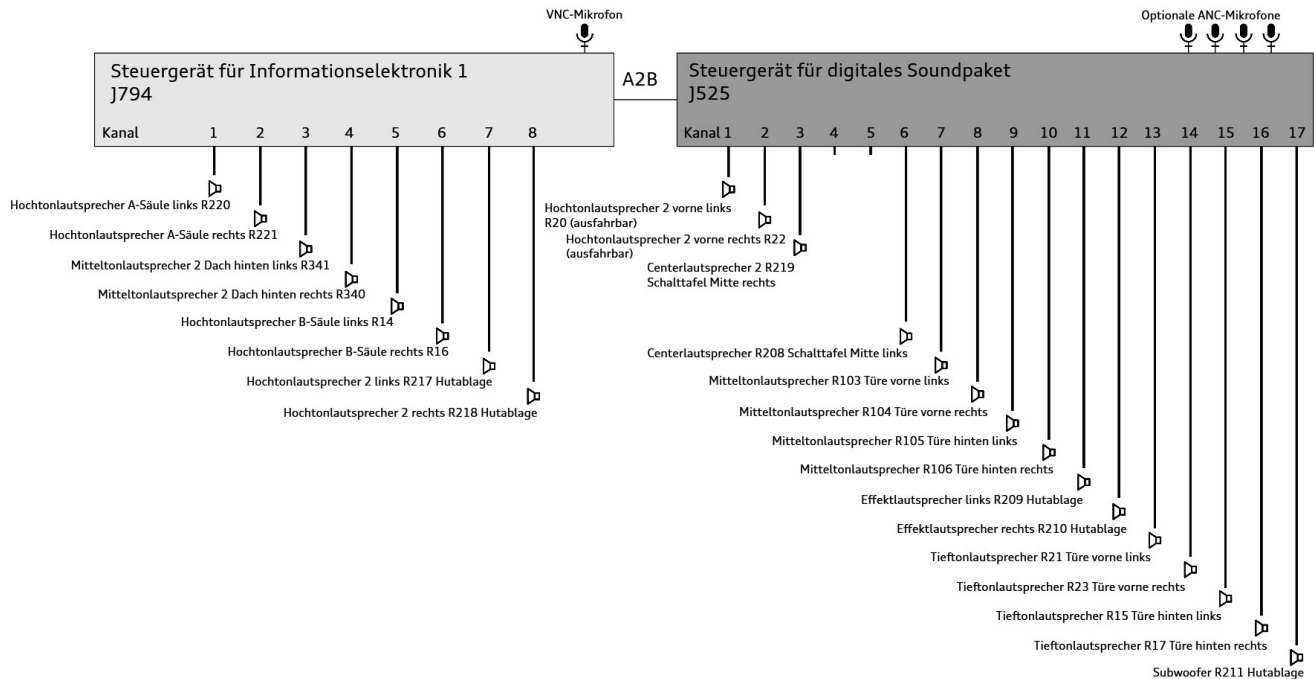 VNC-Mikrofon
Optionale ANC-Mikrofone
Steuergerät für Informationselektronik 1
J794
A2B
Steuergerät für digitales Soundpaket
J525
Kanal 1 2 3 4 5 6 7 8
Kanal 1 2 3 4 5 6 7 8 9 10 11 12 13 14 15 16 17
Hochtonlautsprecher A-Säule links R220
Hochtonlautsprecher A-Säule rechts R221
Mitteltonlautsprecher 2 Dach hinten links R341
Mitteltonlautsprecher 2 Dach hinten rechts R340
Hochtonlautsprecher B-Säule links R14
Hochtonlautsprecher B-Säule rechts R16
Hochtonlautsprecher 2 links R217 Hutablage
Hochtonlautsprecher 2 rechts R218 Hutablage
Hochtonlautsprecher 2 vorne links
R20 (ausfahrbar)
Hochtonlautsprecher 2 vorne rechts R22
(ausfahrbar)
Centerlautsprecher 2 R219
Schalttafel Mitte rechts
Centerlautsprecher R208 Schalttafel Mitte links
Mitteltonlautsprecher R103 Türe vorne links
Mitteltonlautsprecher R104 Türe vorne rechts
Mitteltonlautsprecher R105 Türe hinten links
Mitteltonlautsprecher R106 Türe hinten rechts
Effektlautsprecher links R209 Hutablage
Effektlautsprecher rechts R210 Hutablage
Tieftonlautsprecher R21 Türe vorne links
Tieftonlautsprecher R23 Türe vorne rechts
Tieftonlautsprecher R15 Türe hinten links
Tieftonlautsprecher R17 Türe hinten rechts
Subwoofer R211 Hutablage